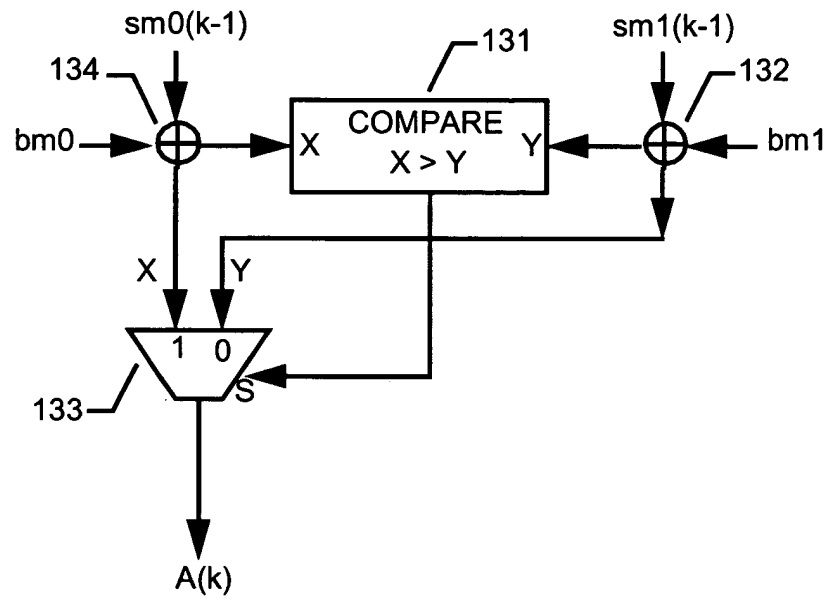 sm0(k-1)
131
sm1(k-1)
134
132
COMPARE
bm0
X
Y
bm1
X > Y
X
Y
1
0
S
133
A(k)